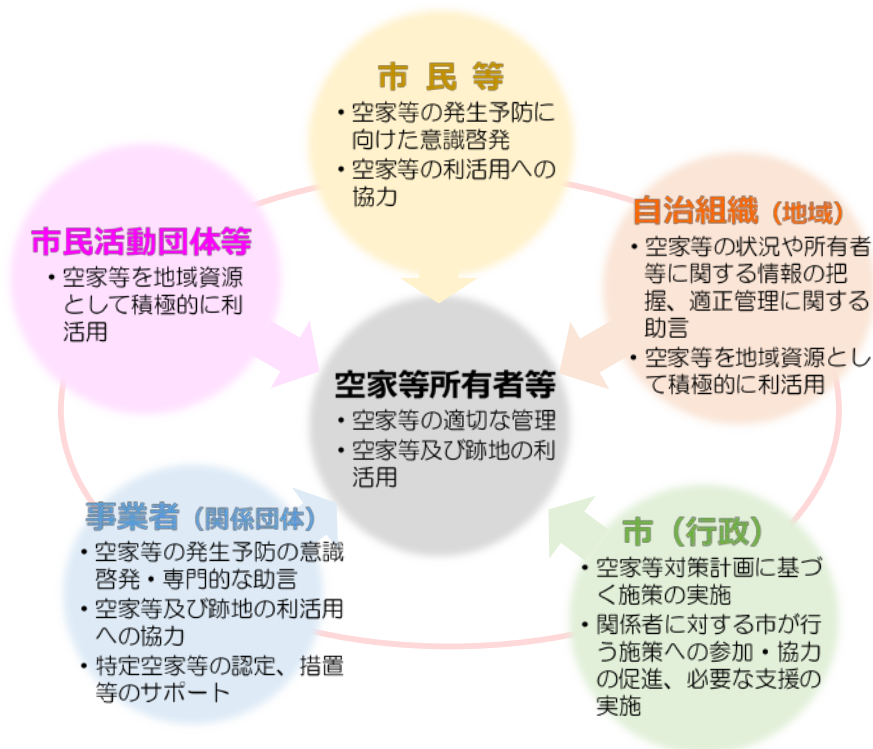 市 民 等
・空家等の発生予防に
向けた意識啓発
・空家等の利活用への
協力
市民活動団体等
・空家等を地域資源
として積極的に利
活用
自治組織（地域）
・空家等の状況や所有者
等に関する情報の把
握、適正管理に関する
助言
・空家等を地域資源とし
て積極的に利活用
空家等所有者等
・空家等の適切な管理
・空家等及び跡地の利
活用
事業者（関係団体）
・空家等の発生予防の意識
啓発・専門的な助言
・空家等及び跡地の利活用
への協力
・特定空家等の認定、措置
等のサポート
市（行政）
・空家等対策計画に基づ
く施策の実施
・関係者に対する市が行
う施策への参加・協力
の促進、必要な支援の
実施